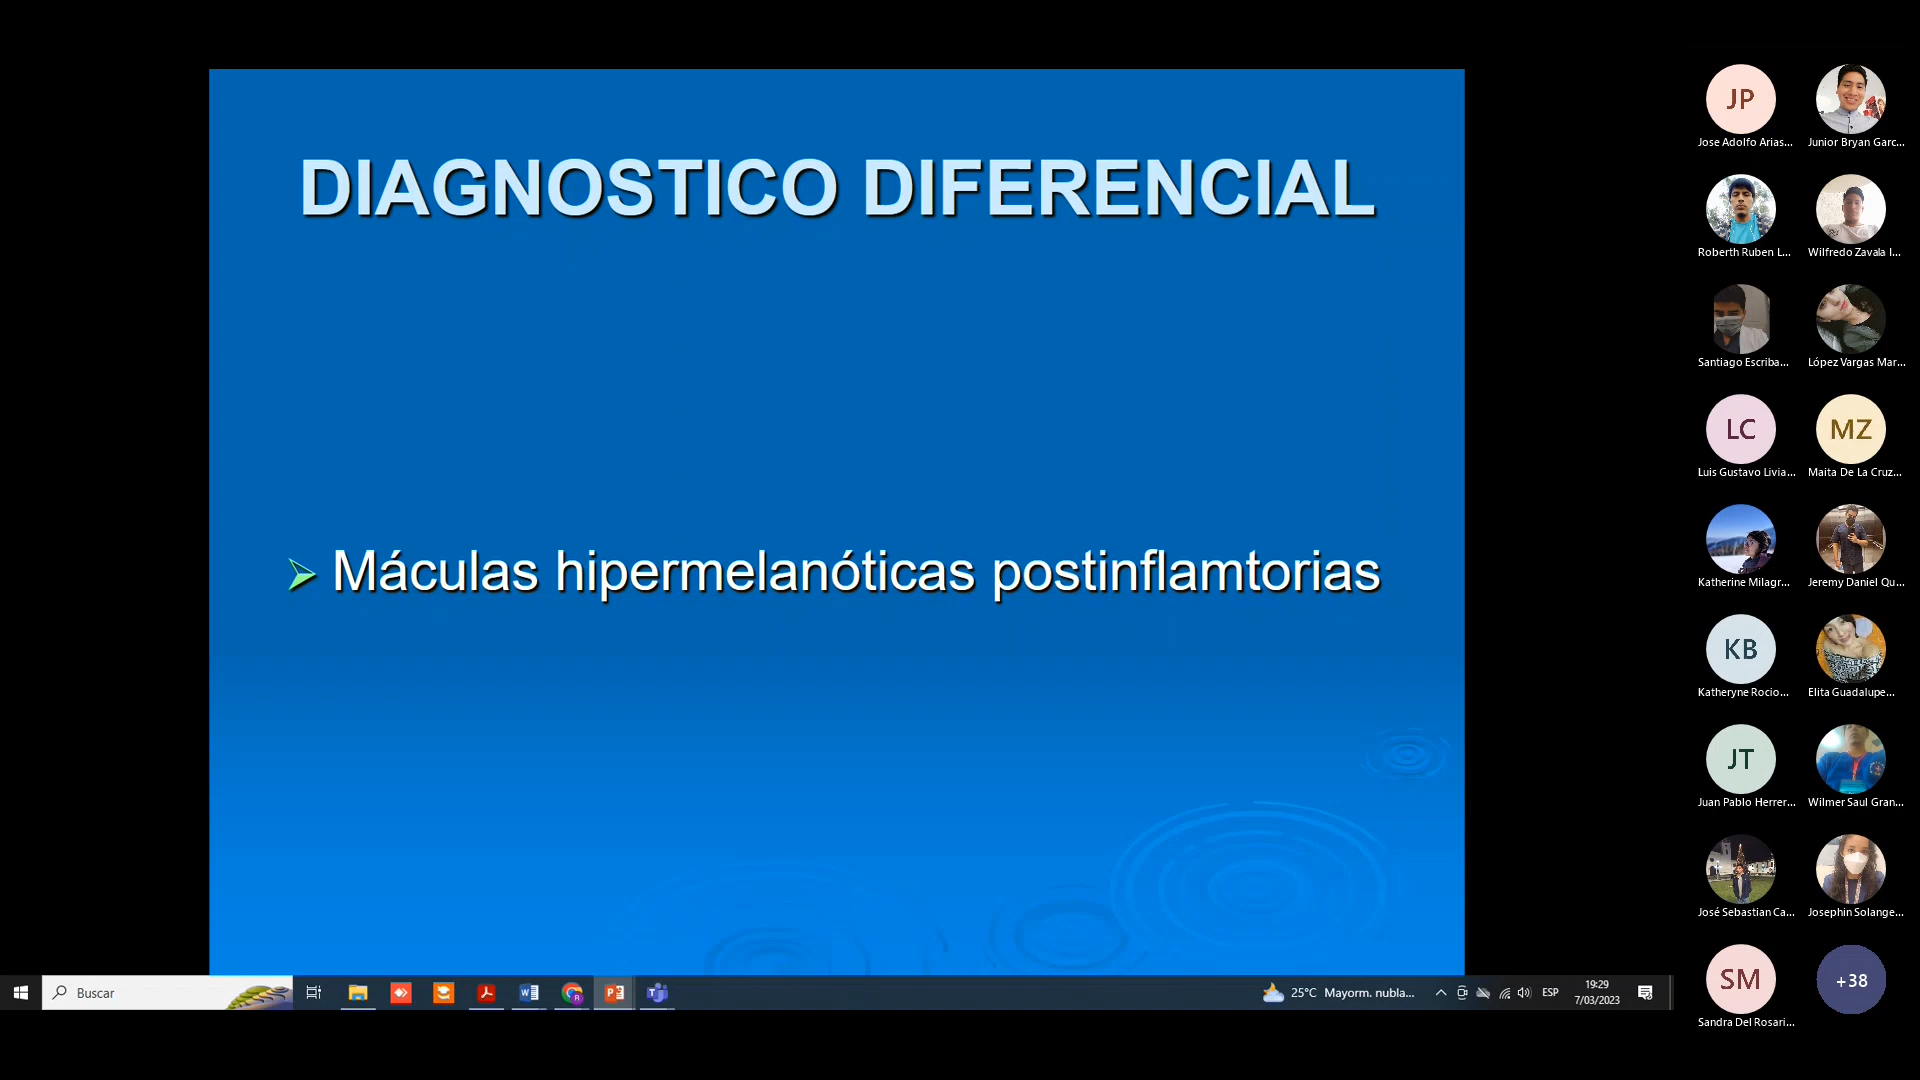 DIAGNOSTICO DIFERENCIAL
Máculas hipermelanóticas postinflamtorias
JP
Jose Adolfo Arias...
Junior Bryan Garc...
Roberth Ruben L...
Wilfredo Zavala I...
Santiago Escriba...
López Vargas Mar...
LC
Luis Gustavo Livia...
MZ
Maita De La Cruz...
Katherine Milagr...
Jeremy Daniel Qu...
KB
Katheryne Rocio...
Elita Guadalupe...
JT
Juan Pablo Herrer...
Wilmer Saul Gran...
José Sebastian Ca...
Josephin Solange...
SM
Sandra Del Rosari...
+38
Buscar
25°C Mayorm. nubla...
ESP
19:29
7/03/2023